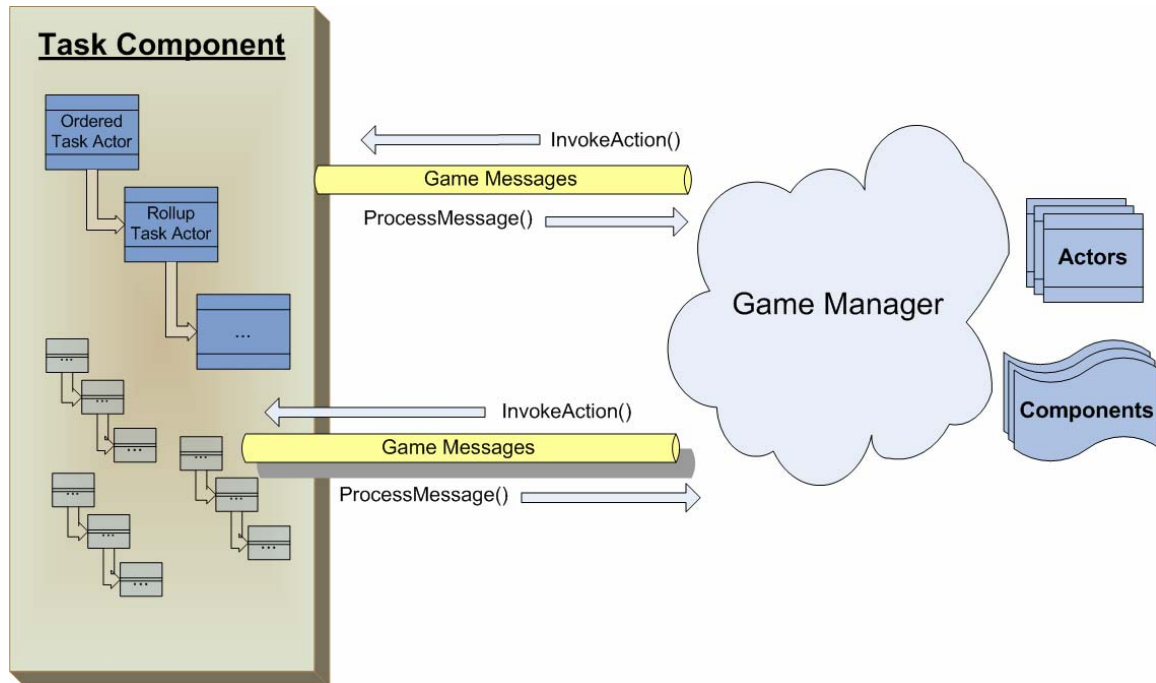 Task Component
Ordered
Task Actor
Rollup
Task Actor
...
...
...
...
...
...
...
...
...
...
InvokeAction()
Game Messages
ProcessMessage()
InvokeAction()
Game Messages
ProcessMessage()
Game Manager
Actors
Components